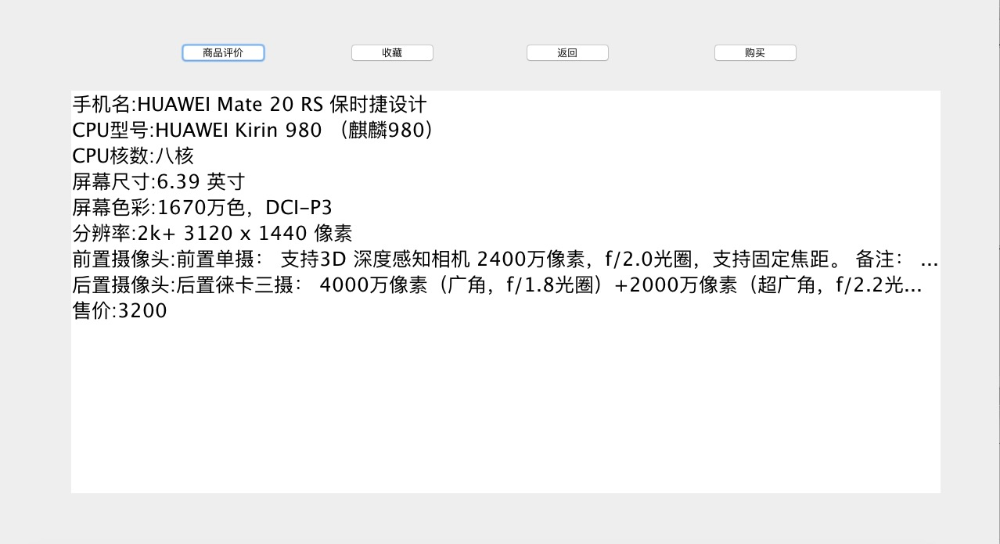 商品评价 收藏 返回 购买
手机名:HUAWEI Mate 20 RS 保时捷设计
CPU型号:HUAWEI Kirin 980 （麒麟980）
CPU核数:八核
屏幕尺寸:6.39 英寸
屏幕色彩:1670万色，DCI-P3
分辨率:2k+ 3120 x 1440 像素
前置摄像头:前置单摄： 支持3D 深度感知相机 2400万像素，f/2.0光圈，支持固定焦距。 备注： ...
后置摄像头:后置徕卡三摄： 4000万像素（广角，f/1.8光圈）+2000万像素（超广角，f/2.2光...
售价:3200